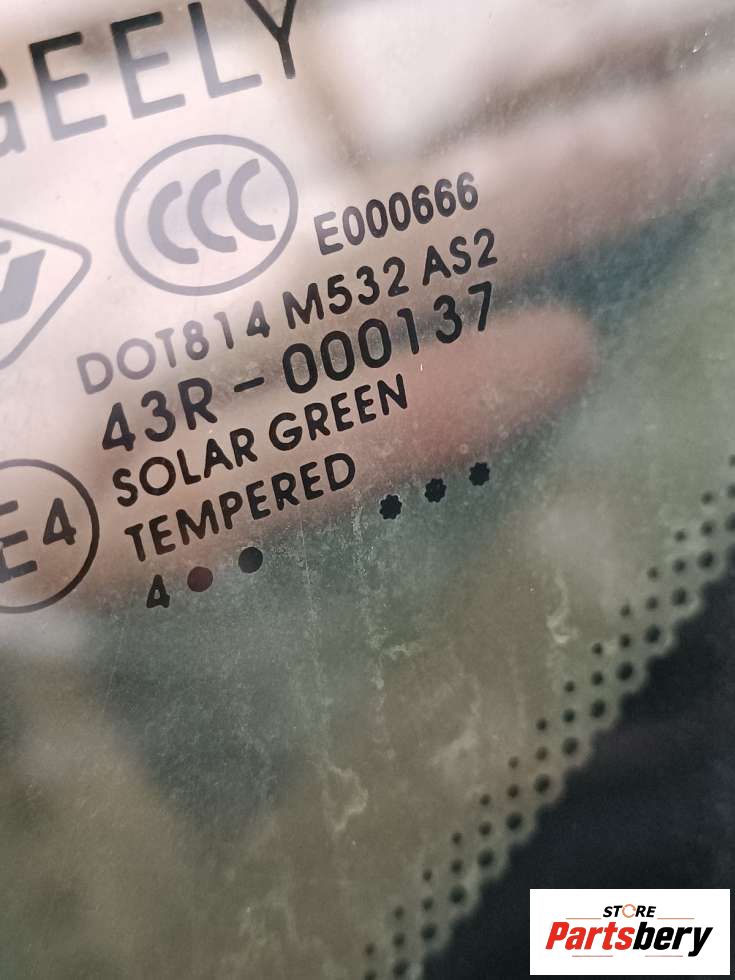 GEELY
CCC
E000666
DOT814 M532 AS2
43R-000137
E4
SOLAR GREEN
TEMPERED
4
STORE
Partsbery